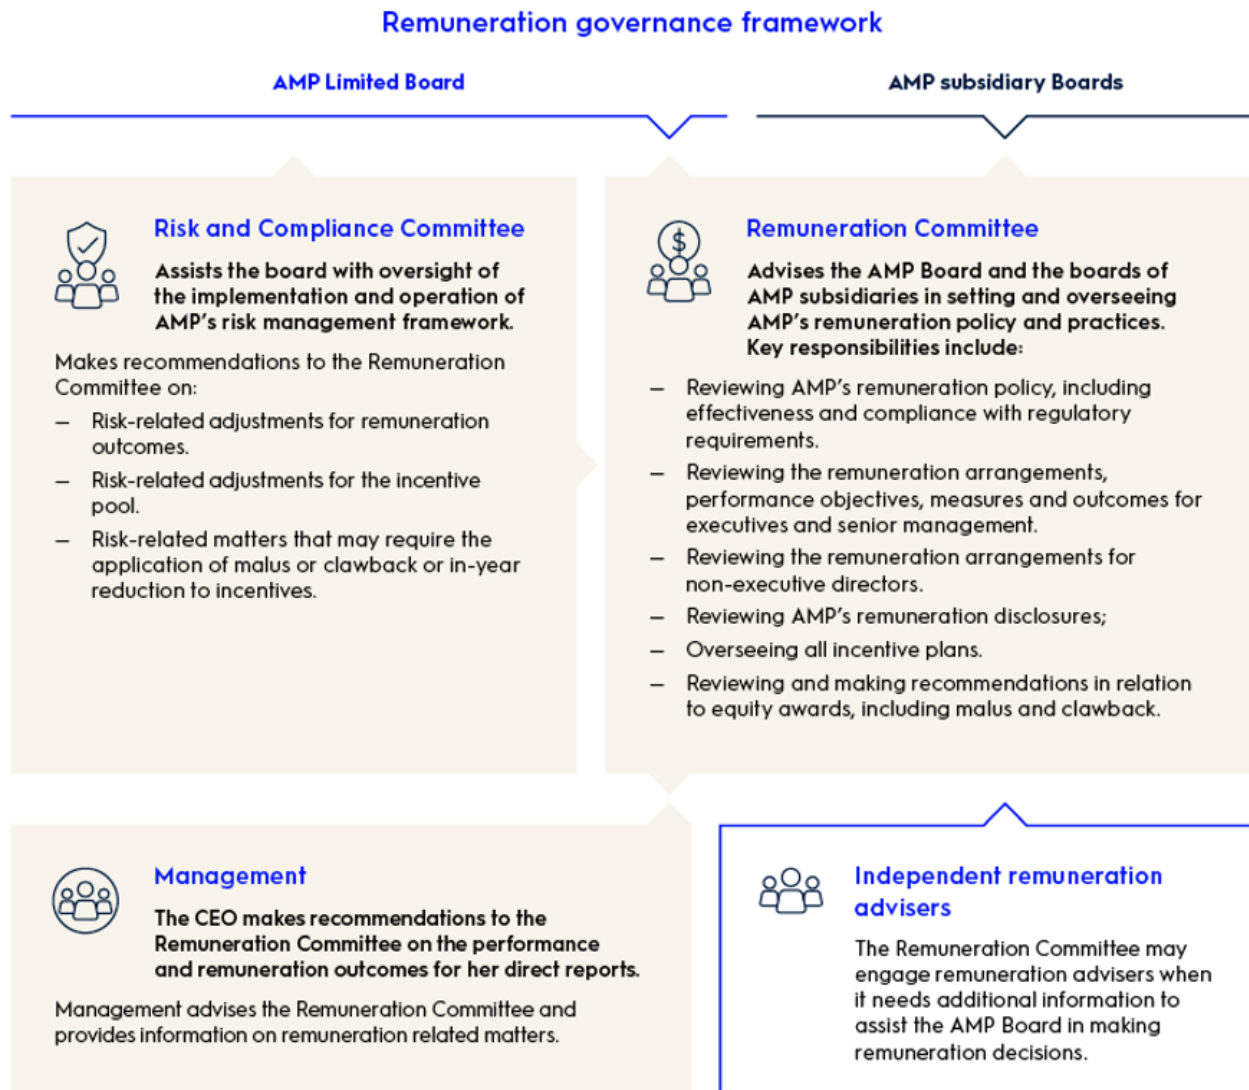 Remuneration governance framework
AMP Limited Board
AMP subsidiary Boards
Risk and Compliance Committee
Assists the board with oversight of
the implementation and operation of
AMP's risk management framework.
Makes recommendations to the Remuneration
Committee on:
– Risk-related adjustments for remuneration
outcomes.
– Risk-related adjustments for the incentive
pool.
– Risk-related matters that may require the
application of malus or clawback or in-year
reduction to incentives.
$
Remuneration Committee
Advises the AMP Board and the boards of
AMP subsidiaries in setting and overseeing
AMP's remuneration policy and practices.
Key responsibilities include:
– Reviewing AMP's remuneration policy, including
effectiveness and compliance with regulatory
requirements.
– Reviewing the remuneration arrangements,
performance objectives, measures and outcomes for
executives and senior management.
– Reviewing the remuneration arrangements for
non-executive directors.
– Reviewing AMP's remuneration disclosures;
– Overseeing all incentive plans.
– Reviewing and making recommendations in relation
to equity awards, including malus and clawback.
Management
The CEO makes recommendations to the
Remuneration Committee on the performance
and remuneration outcomes for her direct reports.
Management advises the Remuneration Committee and
provides information on remuneration related matters.
Independent remuneration
advisers
The Remuneration Committee may
engage remuneration advisers when
it needs additional information to
assist the AMP Board in making
remuneration decisions.